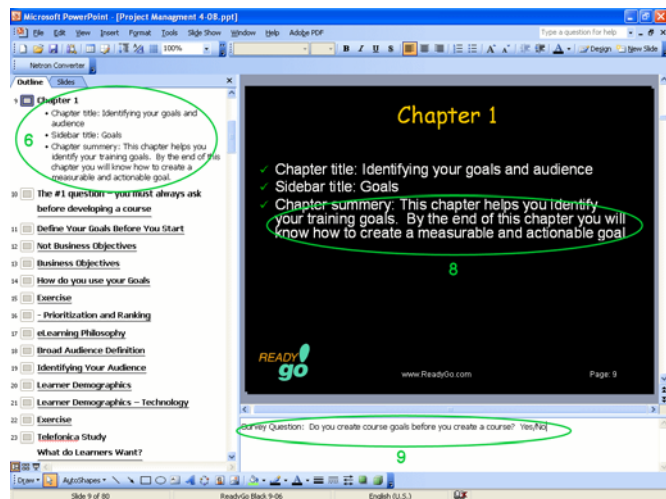 Microsoft PowerPoint - [Project Managment 4-0B.ppt]
File Edit View Insert Format Tools Slide Show Window Help Adobe PDF
Type a question for help
100%
B I U S
Design New Slide
Netron Converter
Outline Slides
9 Chapter 1
• Chapter title: Identifying your goals and
audience
• Sidebar title: Goals
• Chapter summery: This chapter helps you
identify your training goals. By the end of this
chapter you will know how to create a
measurable and actionable goal.
6
10 The #1 question – you must always ask
before developing a course
11 Define Your Goals Before You Start
12 Not Business Objectives
13 Business Objectives
14 How do you use your Goals
15 Exercise
16 - Prioritization and Ranking
17 eLearning Philosophy
18 Broad Audience Definition
19 Identifying Your Audience
20 Learner Demographics
21 Learner Demographics – Technology
22 Exercise
23 Telefonica Study
What do Learners Want?
Chapter 1
✓ Chapter title: Identifying your goals and audience
✓ Sidebar title: Goals
✓ Chapter summery: This chapter helps you identify
your training goals. By the end of this chapter you will
know how to create a measurable and actionable goal
8
READY
go
www.ReadyGo.com
Page: 9
Survey Question: Do you create course goals before you create a course? Yes/No
9
Draw AutoShapes
Slide 9 of 80
ReadyGo Black 9-06
English (U.S.)